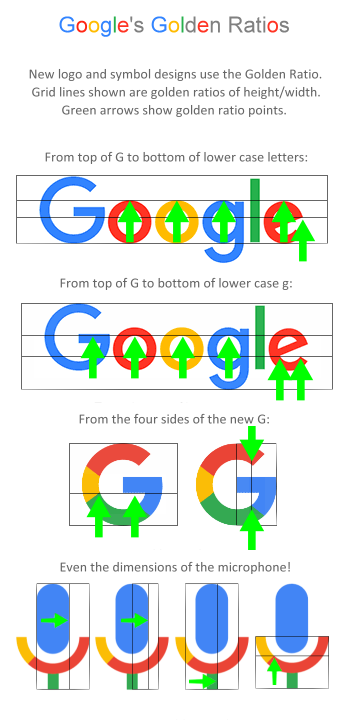 Google's Golden Ratios
New logo and symbol designs use the Golden Ratio.
Grid lines shown are golden ratios of height/width.
Green arrows show golden ratio points.
From top of G to bottom of lower case letters:
Google
From top of G to bottom of lower case g:
Google
From the four sides of the new G:
G G
Even the dimensions of the microphone!